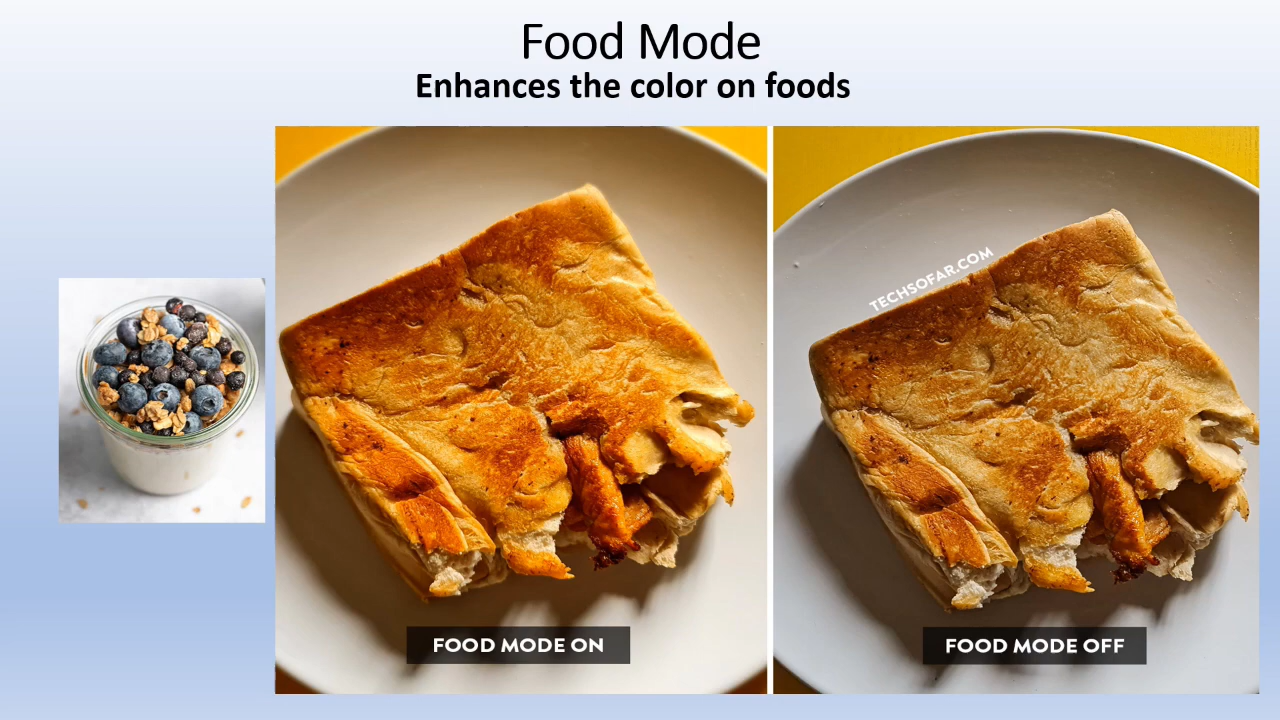 Food Mode
Enhances the color on foods
TECHSOFAR.COM
FOOD MODE ON
FOOD MODE OFF